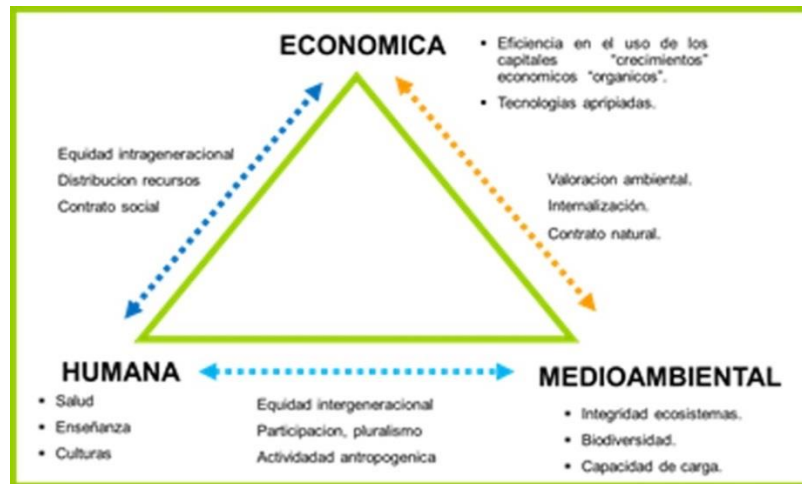 ECONOMICA
▪ Eficiencia en el uso de los
capitales "crecimientos"
economicos "organicos".
▪ Tecnologias apripiadas.
Equidad intrageneracional
Distribucion recursos
Contrato social
Valoracion ambiental.
Internalización.
Contrato natural.
HUMANA
▪ Salud
▪ Enseñanza
▪ Culturas
Equidad intergeneracional
Participacion, pluralismo
Actividadad antropogenica
MEDIOAMBIENTAL
▪ Integridad ecosistemas.
▪ Biodiversidad.
▪ Capacidad de carga.